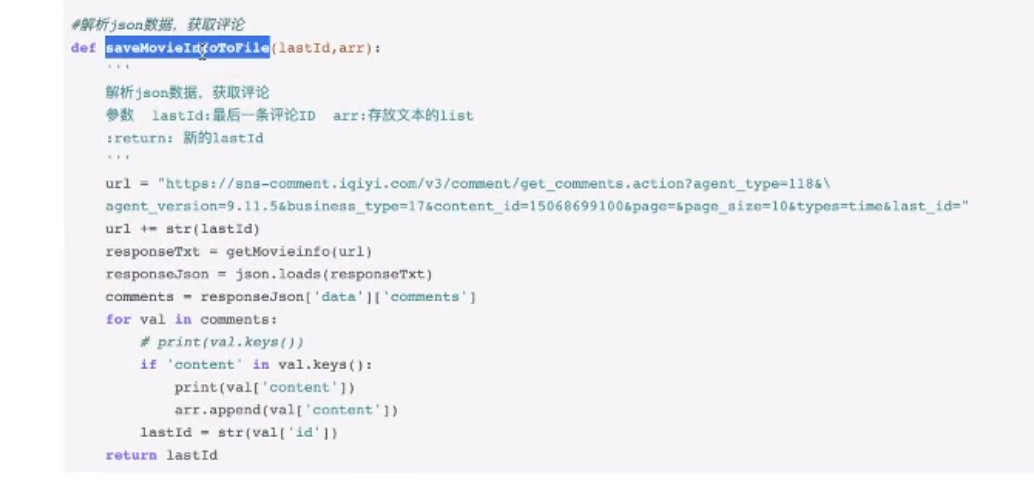 #解析json数据，获取评论
def saveMovieInfoToFile(lastId,arr):
'''
解析json数据，获取评论
参数 lastId:最后一条评论ID arr:存放文本的list
:return: 新的lastId
'''
url = "https://sns-comment.iqiyi.com/v3/comment/get_comments.action?agent_type=118&\
agent_version=9.11.5&business_type=17&content_id=15068699100&page=&page_size=10&types=time&last_id="
url += str(lastId)
responseTxt = getMovieinfo(url)
responseJson = json.loads(responseTxt)
comments = responseJson['data']['comments']
for val in comments:
# print(val.keys())
if 'content' in val.keys():
print(val['content'])
arr.append(val['content'])
lastId = str(val['id'])
return lastId